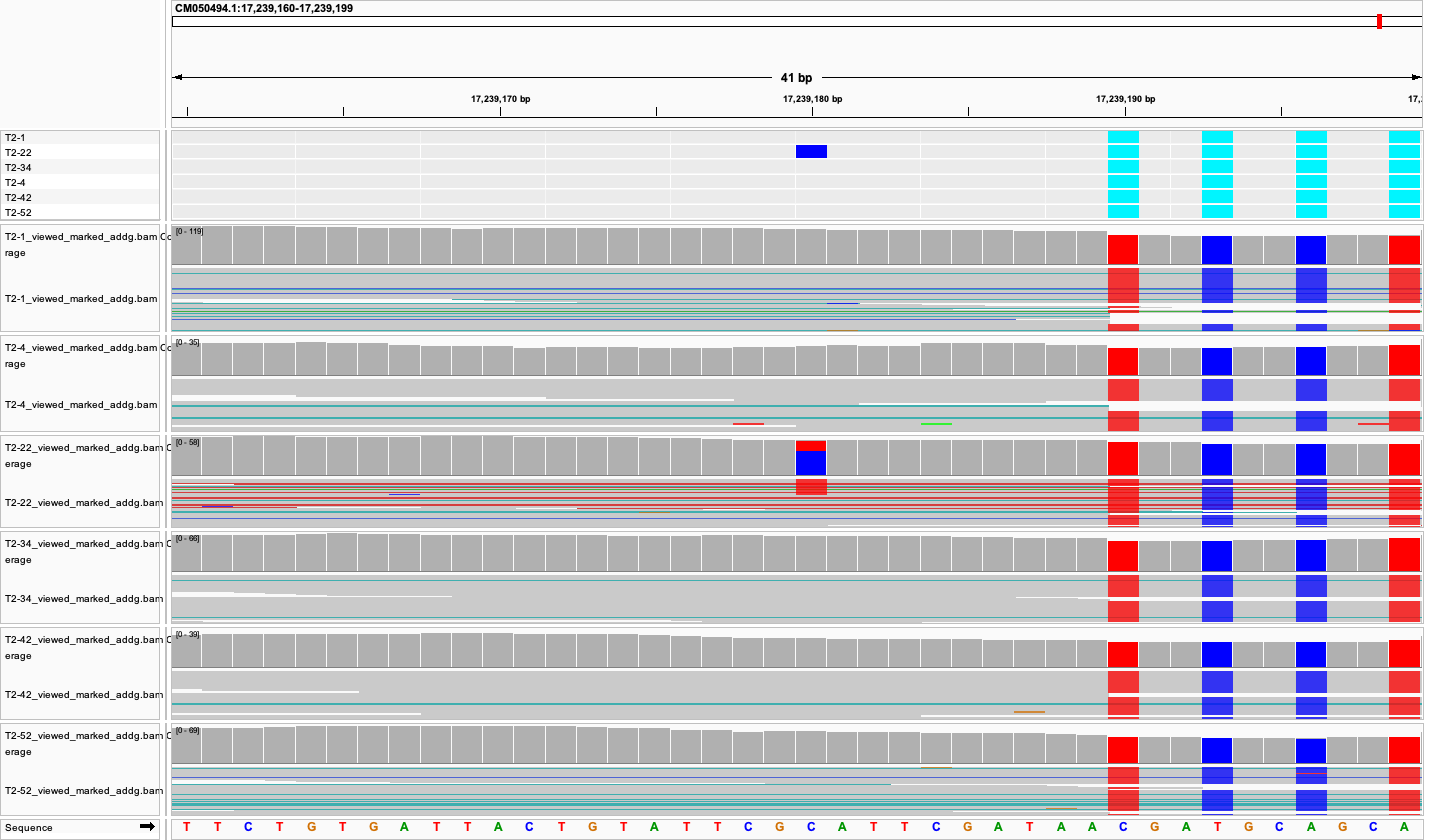 CM050494.1:17,239,160-17,239,199
41 bp
17,239,170 bp 17,239,180 bp 17,239,190 bp 17,
T2-1
T2-22
T2-34
T2-4
T2-42
T2-52
T2-1_viewed_marked_addg.bam Co
rage
[0 - 119]
T2-1_viewed_marked_addg.bam
T2-4_viewed_marked_addg.bam Co
rage
[0 - 35]
T2-4_viewed_marked_addg.bam
T2-22_viewed_marked_addg.bam C
erage
[0 - 58]
T2-22_viewed_marked_addg.bam
T2-34_viewed_marked_addg.bam C
erage
[0 - 66]
T2-34_viewed_marked_addg.bam
T2-42_viewed_marked_addg.bam C
erage
[0 - 39]
T2-42_viewed_marked_addg.bam
T2-52_viewed_marked_addg.bam C
erage
[0 - 69]
T2-52_viewed_marked_addg.bam
Sequence T T C T G T G A T T A C T G T A T T C G C A T T C G A T A A C G A T G C A G C A